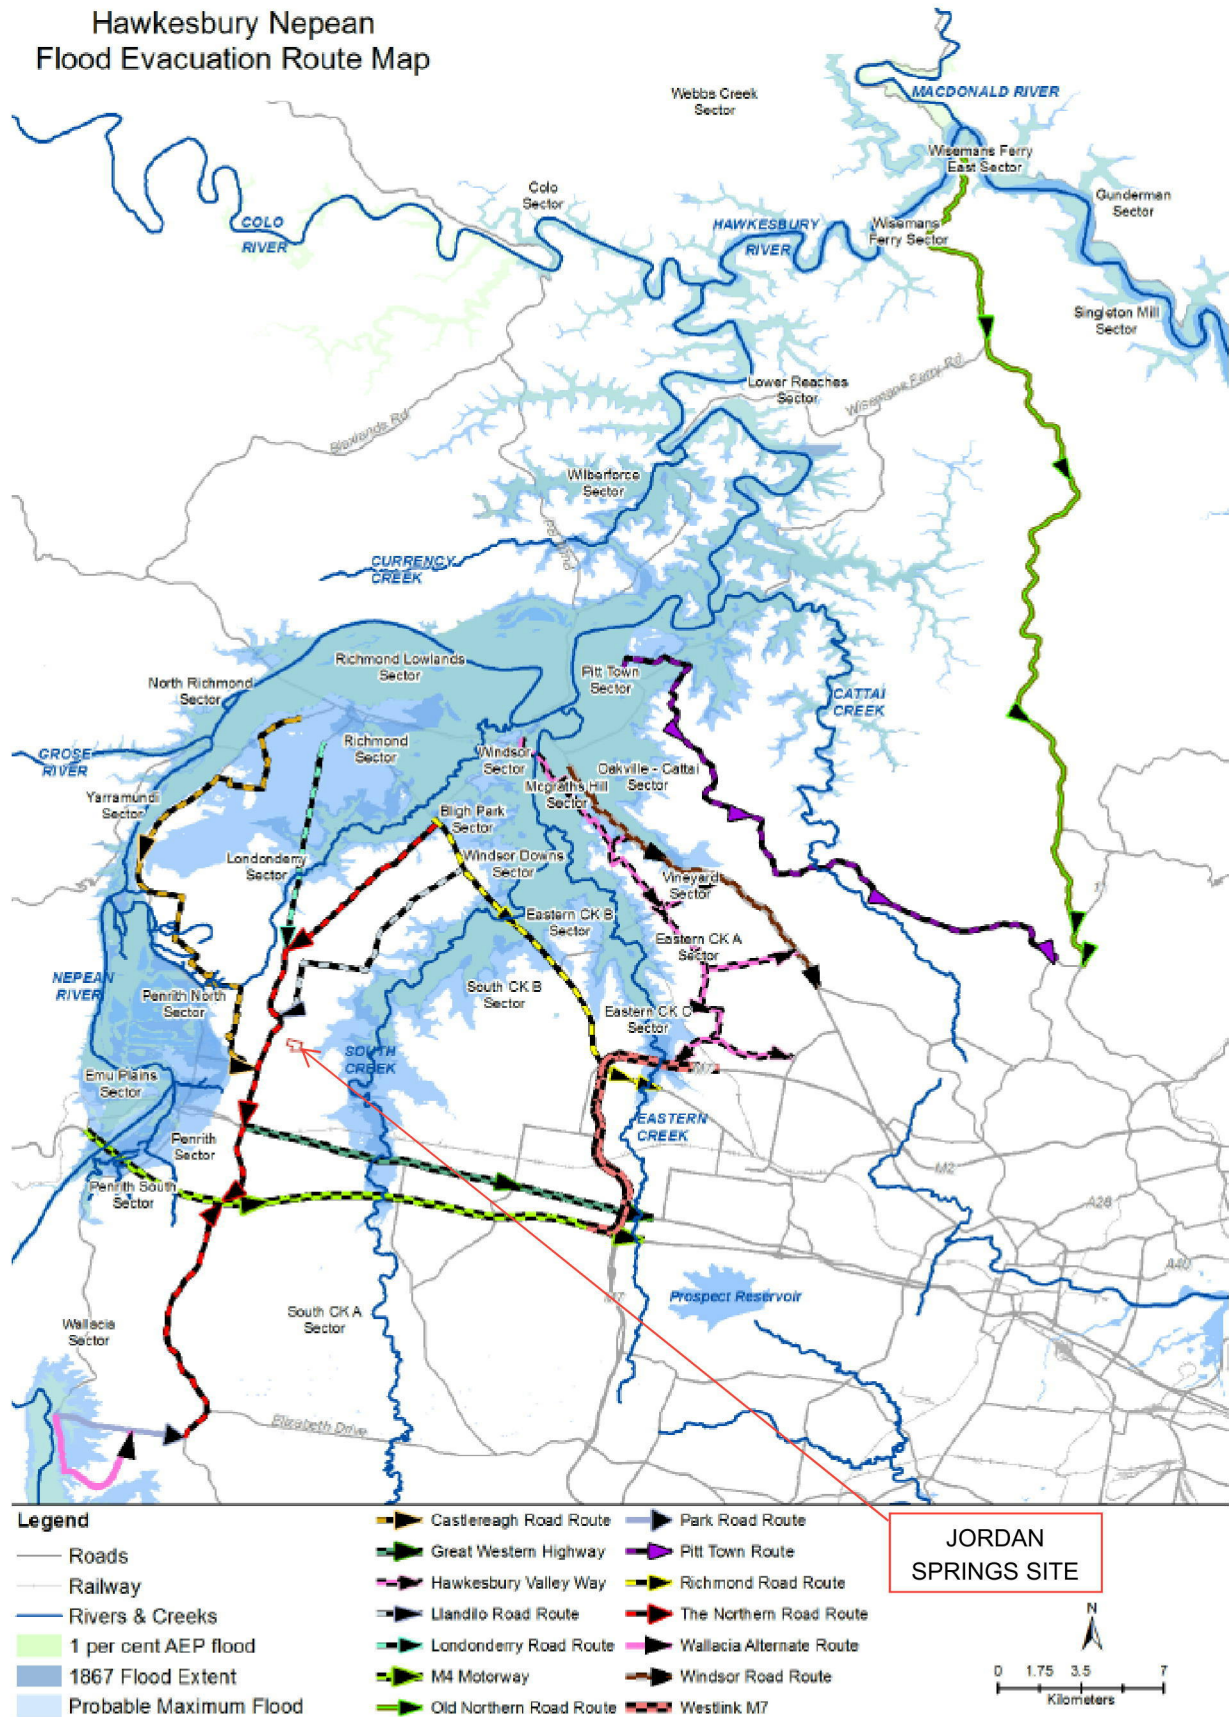 Hawkesbury Nepean
Flood Evacuation Route Map
Webbs Creek
Sector
MACDONALD RIVER
Wisemans Ferry
East Sector
Colo
Sector
Gunderman
Sector
COLO
RIVER
HAWKESBURY
RIVER
Wisemans
Ferry Sector
Singleton Mill
Sector
Lower Reaches
Sector
Wisemans Ferry Rd
Blaxlands Rd
Wilberforce
Sector
CURRENCY
CREEK
Richmond Lowlands
Sector
Pitt Town
Sector
North Richmond
Sector
CATTAI
CREEK
GROSE
RIVER
Richmond
Sector
Windsor
Sector
Oakville - Cattai
Sector
Mcgraths Hill
Sector
Yarramundi
Sector
Bligh Park
Sector
Londonderry
Sector
Windsor Downs
Sector
Vineyard
Sector
Eastern CK B
Sector
Eastern CK A
Sector
NEPEAN
RIVER
Penrith North
Sector
South CK B
Sector
Eastern CK C
Sector
SOUTH
CREEK
M7
Emu Plains
Sector
EASTERN
CREEK
Penrith
Sector
M2
Penrith South
Sector
A28
A40
M7
Prospect Reservoir
South CK A
Sector
Wallacia
Sector
Elizabeth Drive
Legend
Roads
Railway
Rivers & Creeks
1 per cent AEP flood
1867 Flood Extent
Probable Maximum Flood
Castlereagh Road Route
Great Western Highway
Hawkesbury Valley Way
Llandilo Road Route
Londonderry Road Route
M4 Motorway
Old Northern Road Route
Park Road Route
Pitt Town Route
Richmond Road Route
The Northern Road Route
Wallacia Alternate Route
Windsor Road Route
Westlink M7
JORDAN
SPRINGS SITE
N
0 1.75 3.5 7
Kilometers